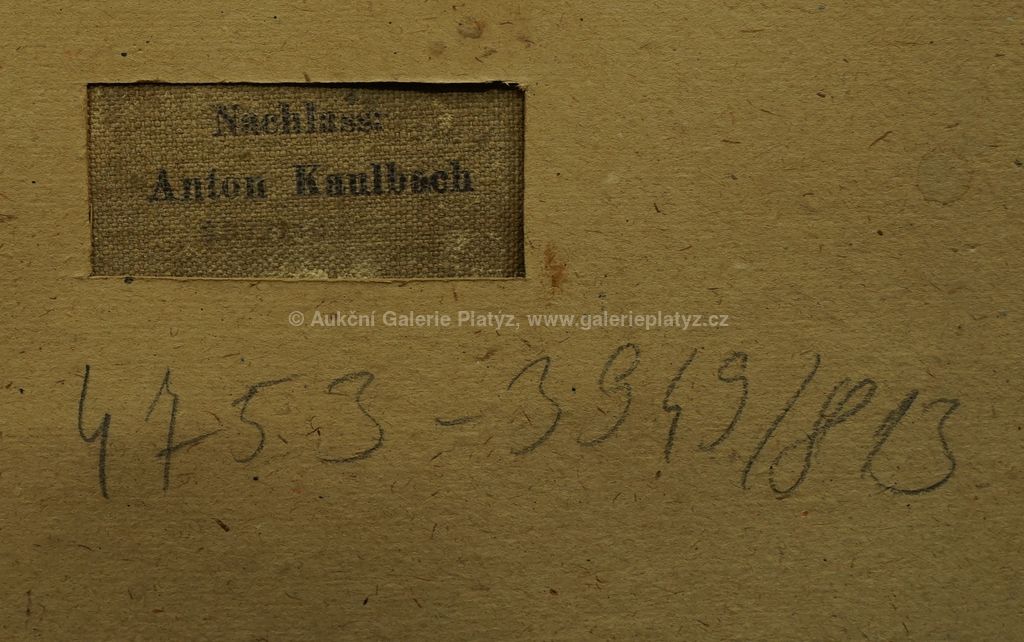 Nachlass:
Anton Kaulbach
© Aukční Galerie Platýz, www.galerieplatyz.cz
4753-3949/813